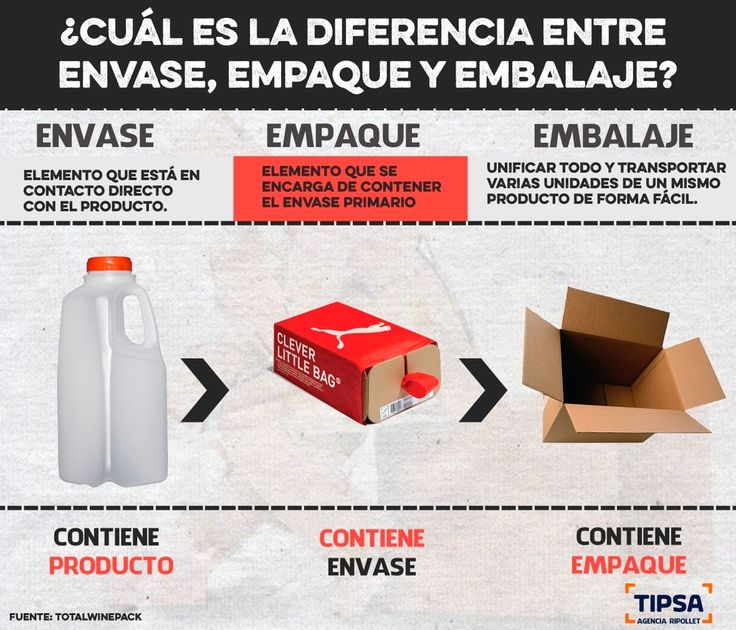 ¿CUÁL ES LA DIFERENCIA ENTRE
ENVASE, EMPAQUE Y EMBALAJE?
ENVASE
ELEMENTO QUE ESTÁ EN
CONTACTO DIRECTO
CON EL PRODUCTO.
EMPAQUE
ELEMENTO QUE SE
ENCARGA DE CONTENER
EL ENVASE PRIMARIO
EMBALAJE
UNIFICAR TODO Y TRANSPORTAR
VARIAS UNIDADES DE UN MISMO
PRODUCTO DE FORMA FÁCIL.
CLEVER
LITTLE BAG
CONTIENE
PRODUCTO
CONTIENE
ENVASE
CONTIENE
EMPAQUE
TIPSA
AGENCIA RIPOLLET
FUENTE: TOTALWINEPACK